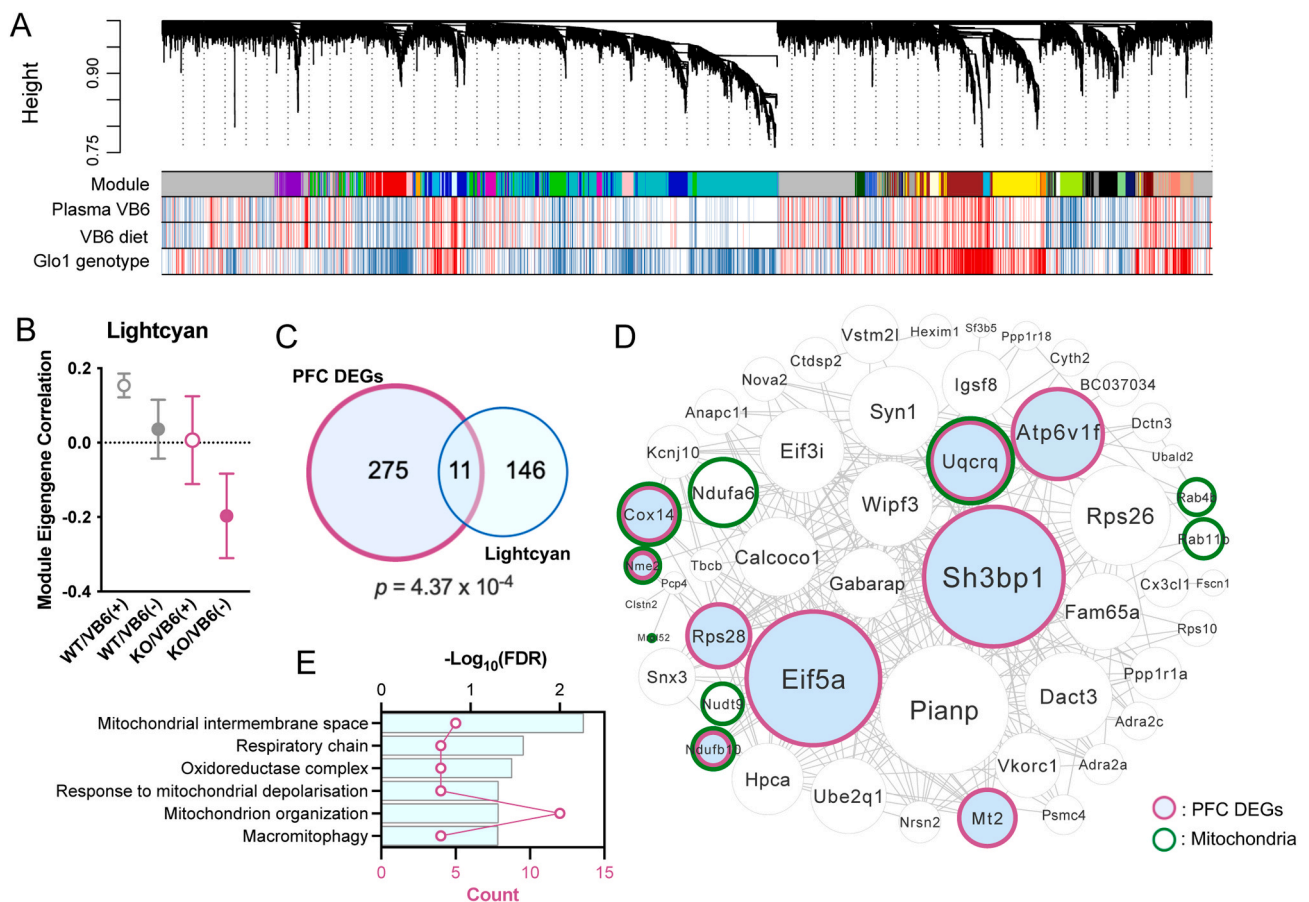 A
Height
0.90
0.75
Module
Plasma VB6
VB6 diet
Glo1 genotype
B
Lightcyan
Module Eigengene Correlation
0.2
0.0
-0.2
-0.4
WT/VB6(+)
WT/VB6(-)
KO/VB6(+)
KO/VB6(-)
C
PFC DEGs
275
11
146
Lightcyan
p = 4.37 x 10-4
D
Vstm2l
Hexim1
Sf3b5
Ppp1r18
Ctdsp2
Cyth2
Nova2
Igsf8
BC037034
Anapc11
Syn1
Atp6v1f
Dctn3
Kcnj10
Eif3i
Uqcrq
Ubald2
Ndufa6
Rab4b
Cox14
Wipf3
Rps26
Rab11b
Nme2
Tbcb
Calcoco1
Gabarap
Sh3bp1
Pcp4
Cx3cl1
Fscn1
Clstn2
Fam65a
Rps28
Rps10
Snx3
Eif5a
Ppp1r1a
Nudt9
Pianp
Dact3
Adra2c
Ndufb10
Hpca
Vkorc1
Adra2a
Ube2q1
Nrsn2
Mt2
Psmc4
: PFC DEGs
: Mitochondria
E
-Log10(FDR)
0 1 2
Mitochondrial intermembrane space
Respiratory chain
Oxidoreductase complex
Response to mitochondrial depolarisation
Mitochondrion organization
Macromitophagy
0 5 10 15
Count